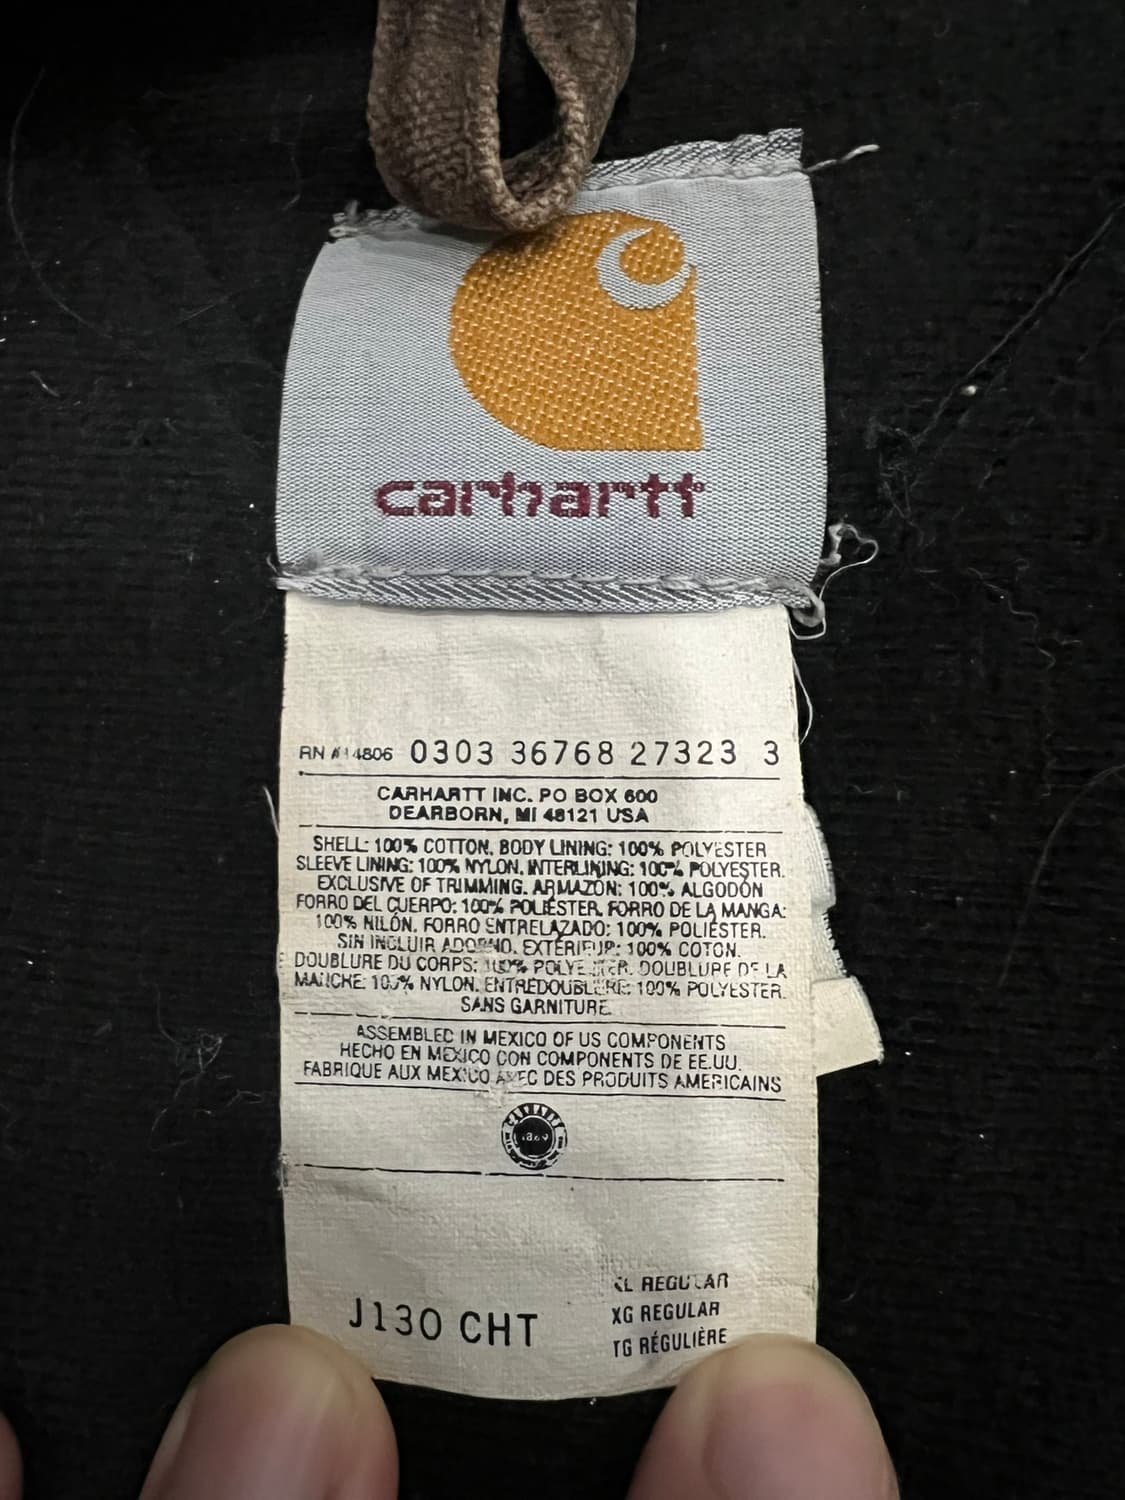 carhartt
RN #14806 0303 36768 27323 3
CARHARTT INC. PO BOX 600
DEARBORN, MI 48121 USA
SHELL: 100% COTTON. BODY LINING: 100% POLYESTER
SLEEVE LINING: 100% NYLON. INTERLINING: 100% POLYESTER.
EXCLUSIVE OF TRIMMING. ARMAZÓN: 100% ALGODÓN
FORRO DEL CUERPO: 100% POLIÉSTER. FORRO DE LA MANGA:
100% NILÓN. FORRO ENTRELAZADO: 100% POLIÉSTER.
SIN INCLUIR ADORNO. EXTÉRIEUR: 100% COTON.
DOUBLURE DU CORPS: 100% POLYESTER. DOUBLURE DE LA
MANCHE: 100% NYLON. ENTREDOUBLURE: 100% POLYESTER.
SANS GARNITURE.
ASSEMBLED IN MEXICO OF US COMPONENTS
HECHO EN MEXICO CON COMPONENTS DE EE.UU.
FABRIQUE AUX MEXICO AVEC DES PRODUITS AMERICAINS
XL REGULAR
XG REGULAR
J130 CHT TG RÉGULIÈRE